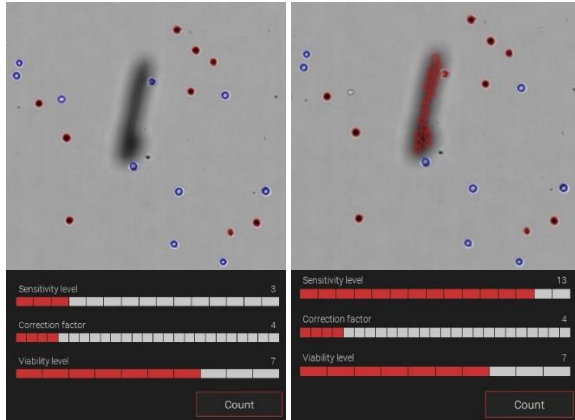 Sensitivity level 3
Correction factor 4
Viability level 7
Count
Sensitivity level 13
Correction factor 4
Viability level 7
Count